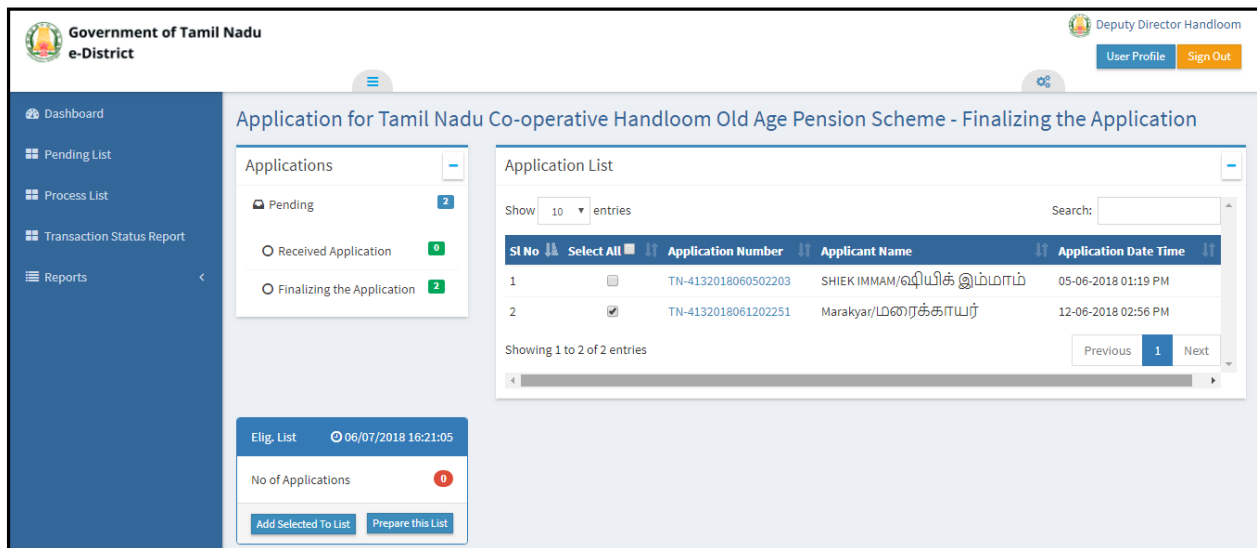 Government of Tamil Nadu
e-District
Deputy Director Handloom
User Profile Sign Out
Dashboard
Pending List
Process List
Transaction Status Report
Reports
Application for Tamil Nadu Co-operative Handloom Old Age Pension Scheme - Finalizing the Application
Applications
Pending 2
Received Application 0
Finalizing the Application 2
Application List
Show 10 entries Search:
Sl No Select All Application Number Applicant Name Application Date Time
1 TN-4132018060502203 SHIEK IMMAM/ஷியிக் இம்மாம் 05-06-2018 01:19 PM
2 TN-4132018061202251 Marakyar/மரைக்காயர் 12-06-2018 02:56 PM
Showing 1 to 2 of 2 entries Previous 1 Next
Elig. List 06/07/2018 16:21:05
No of Applications 0
Add Selected To List Prepare this List